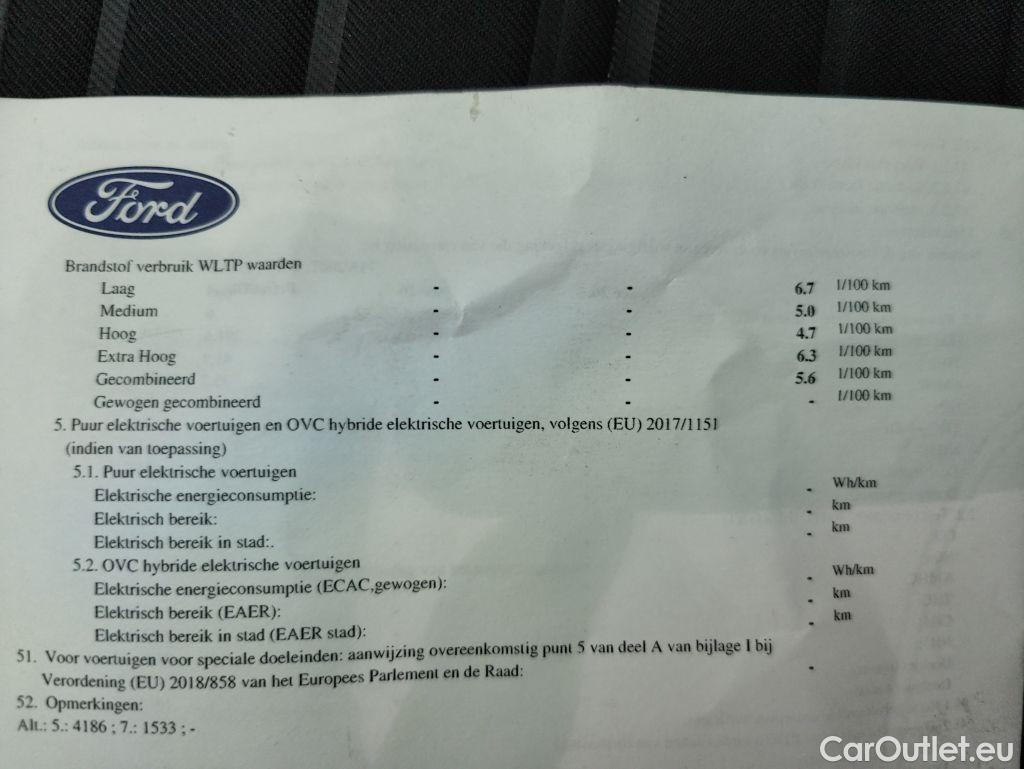 Ford
Brandstof verbruik WLTP waarden
Laag - - 6.7 l/100 km
Medium - - 5.0 l/100 km
Hoog - - 4.7 l/100 km
Extra Hoog - - 6.3 l/100 km
Gecombineerd - - 5.6 l/100 km
Gewogen gecombineerd - - - l/100 km
5. Puur elektrische voertuigen en OVC hybride elektrische voertuigen, volgens (EU) 2017/1151
(indien van toepassing)
5.1. Puur elektrische voertuigen
Elektrische energieconsumptie: - Wh/km
Elektrisch bereik: - km
Elektrisch bereik in stad:. - km
5.2. OVC hybride elektrische voertuigen
Elektrische energieconsumptie (ECAC,gewogen): - Wh/km
Elektrisch bereik (EAER): - km
Elektrisch bereik in stad (EAER stad): - km
51. Voor voertuigen voor speciale doeleinden: aanwijzing overeenkomstig punt 5 van deel A van bijlage I bij
Verordening (EU) 2018/858 van het Europees Parlement en de Raad: -
52. Opmerkingen:
Alt.: 5.: 4186 ; 7.: 1533 ; -
CarOutlet.eu